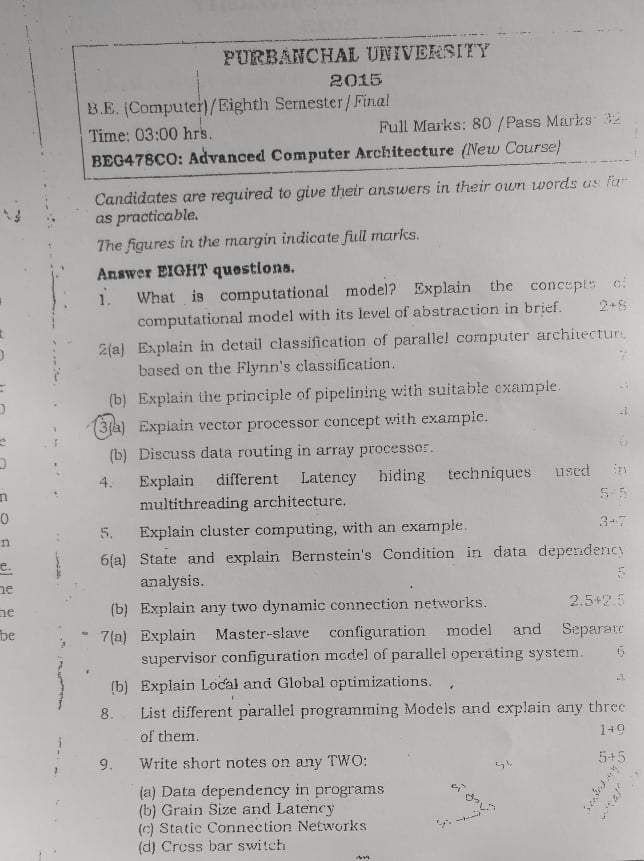 PURBANCHAL UNIVERSITY
2015
B.E. (Computer)/Eighth Semester/Final
Time: 03:00 hrs. Full Marks: 80 /Pass Marks 32
BEG478CO: Advanced Computer Architecture (New Course)
Candidates are required to give their answers in their own words as far
as practicable.
The figures in the margin indicate full marks.
Answer EIGHT questions.
1. What is computational model? Explain the concepts of
computational model with its level of abstraction in brief. 2+8
2(a) Explain in detail classification of parallel computer architecture
based on the Flynn's classification. 7
(b) Explain the principle of pipelining with suitable example.
3(a) Explain vector processor concept with example. 4
(b) Discuss data routing in array processor. 6
4. Explain different Latency hiding techniques used in
multithreading architecture. 5+5
5. Explain cluster computing, with an example. 3+7
6(a) State and explain Bernstein's Condition in data dependency
analysis. 5
(b) Explain any two dynamic connection networks. 2.5+2.5
7(a) Explain Master-slave configuration model and Separate
supervisor configuration model of parallel operating system. 6
(b) Explain Local and Global optimizations. 4
8. List different parallel programming Models and explain any three
of them. 1+9
9. Write short notes on any TWO: 5+5
(a) Data dependency in programs
(b) Grain Size and Latency
(c) Static Connection Networks
(d) Cross bar switch